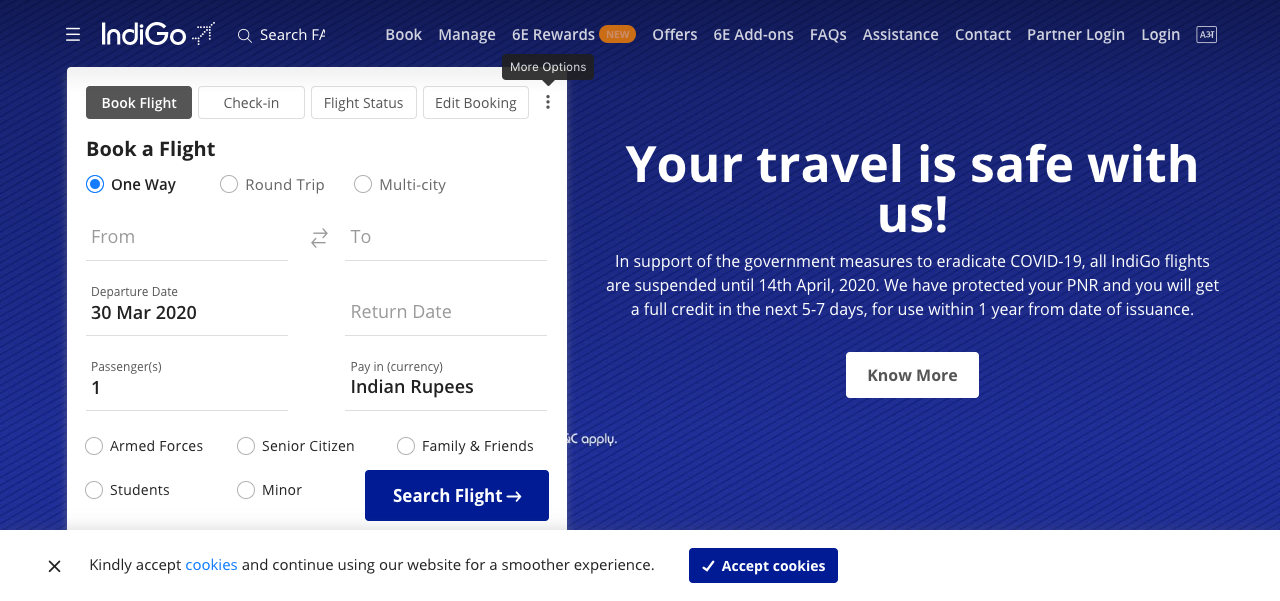 IndiGo
Search FA
Book Manage 6E Rewards NEW Offers 6E Add-ons FAQs Assistance Contact Partner Login Login
More Options
Book Flight Check-in Flight Status Edit Booking
Book a Flight
One Way Round Trip Multi-city
From To
Departure Date
30 Mar 2020 Return Date
Passenger(s) Pay in (currency)
1 Indian Rupees
Armed Forces Senior Citizen Family & Friends
Students Minor
Search Flight →
Your travel is safe with
us!
In support of the government measures to eradicate COVID-19, all IndiGo flights
are suspended until 14th April, 2020. We have protected your PNR and you will get
a full credit in the next 5-7 days, for use within 1 year from date of issuance.
Know More
&C apply.
Kindly accept cookies and continue using our website for a smoother experience.
Accept cookies